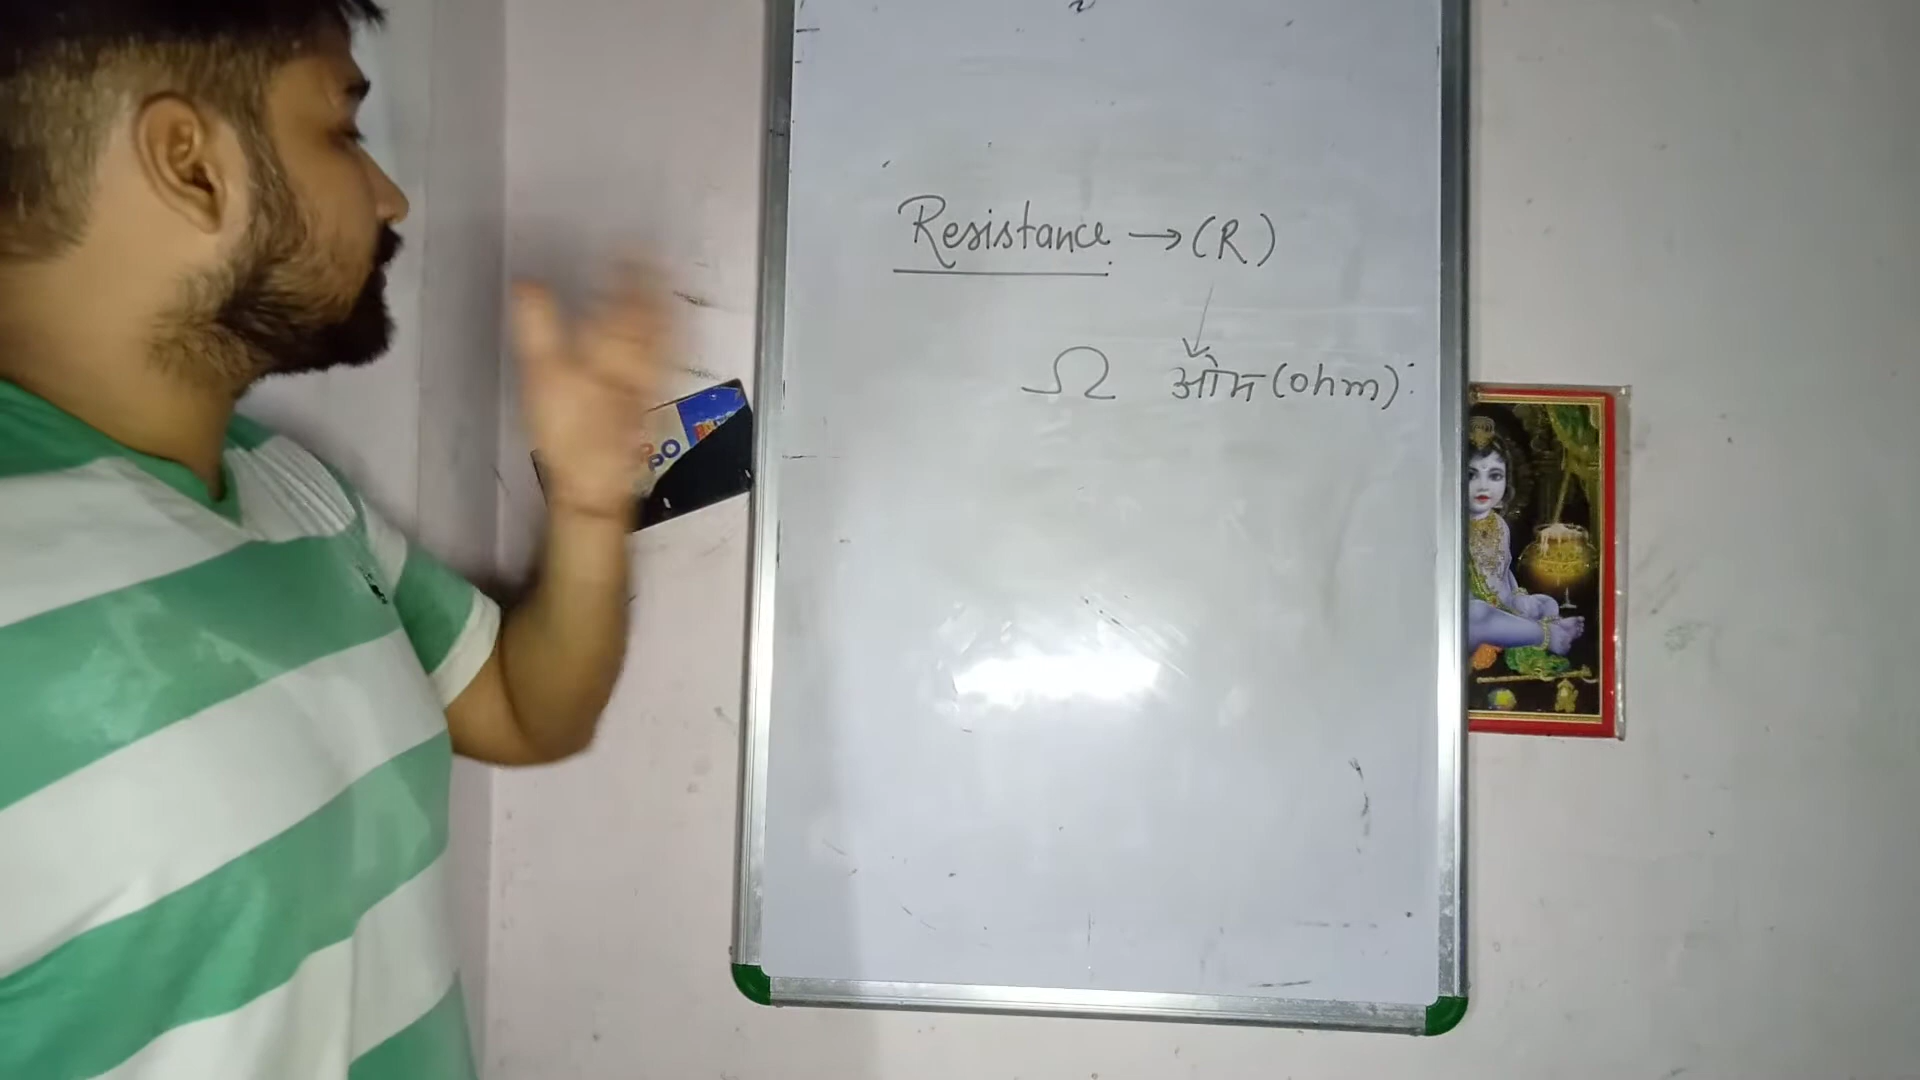 Resistance → (R)
Ω ओम (ohm):